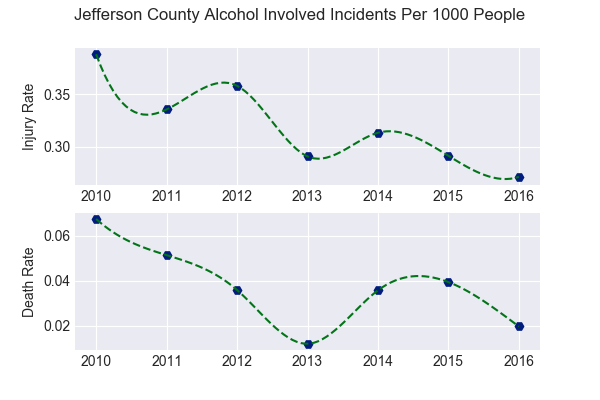 Jefferson County Alcohol Involved Incidents Per 1000 People
Injury Rate
0.35
0.30
2010 2011 2012 2013 2014 2015 2016
Death Rate
0.06
0.04
0.02
2010 2011 2012 2013 2014 2015 2016